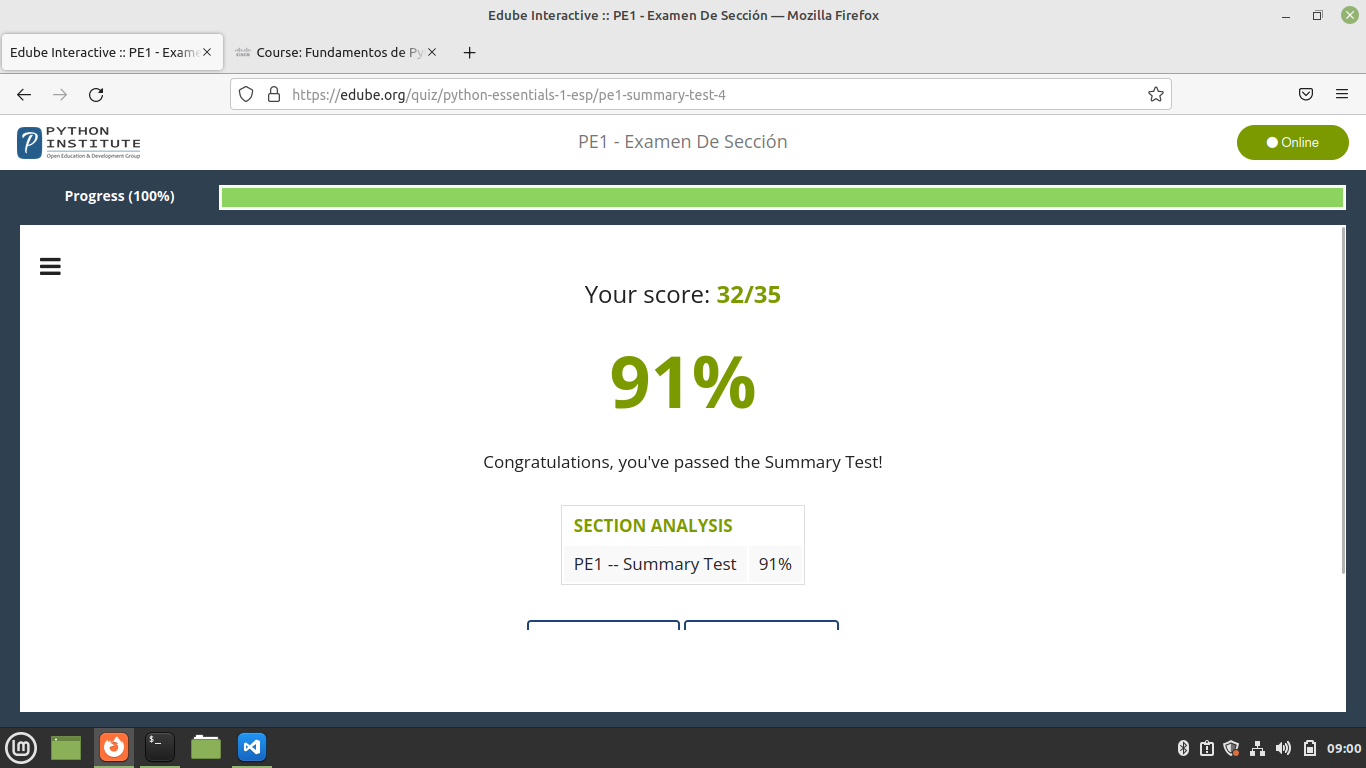 Edube Interactive :: PE1 - Examen De Sección — Mozilla Firefox
Edube Interactive :: PE1 - Exame
Course: Fundamentos de Py
https://edube.org/quiz/python-essentials-1-esp/pe1-summary-test-4
PYTHON
INSTITUTE
Open Education & Development Group
PE1 - Examen De Sección
Online
Progress (100%)
Your score: 32/35
91%
Congratulations, you've passed the Summary Test!
SECTION ANALYSIS
PE1 -- Summary Test 91%
09:00